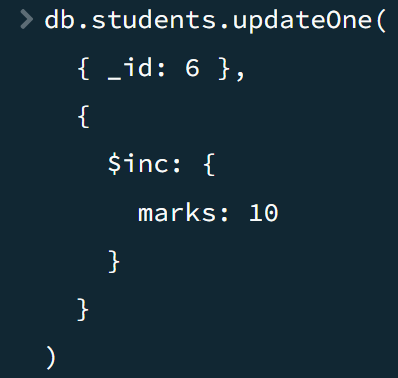 > db.students.updateOne(
{ _id: 6 },
{
$inc: {
marks: 10
}
}
)